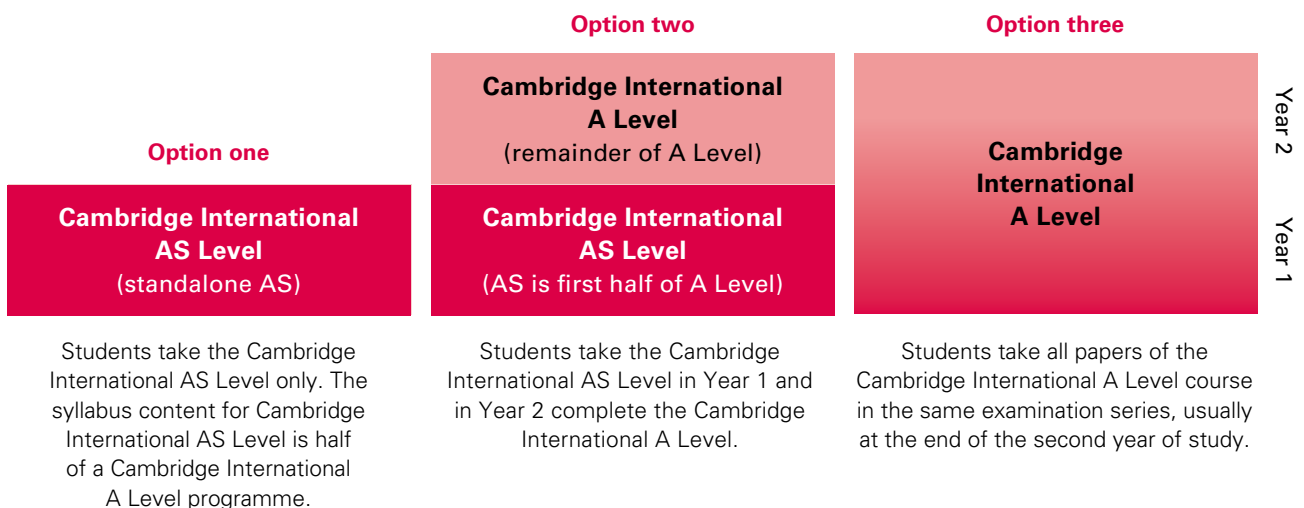 Option one
Cambridge International
AS Level
(standalone AS)
Students take the Cambridge
International AS Level only. The
syllabus content for Cambridge
International AS Level is half
of a Cambridge International
A Level programme.
Option two
Cambridge International
A Level
(remainder of A Level)
Cambridge International
AS Level
(AS is first half of A Level)
Students take the Cambridge
International AS Level in Year 1 and
in Year 2 complete the Cambridge
International A Level.
Option three
Cambridge
International
A Level
Students take all papers of the
Cambridge International A Level course
in the same examination series, usually
at the end of the second year of study.
Year 2
Year 1